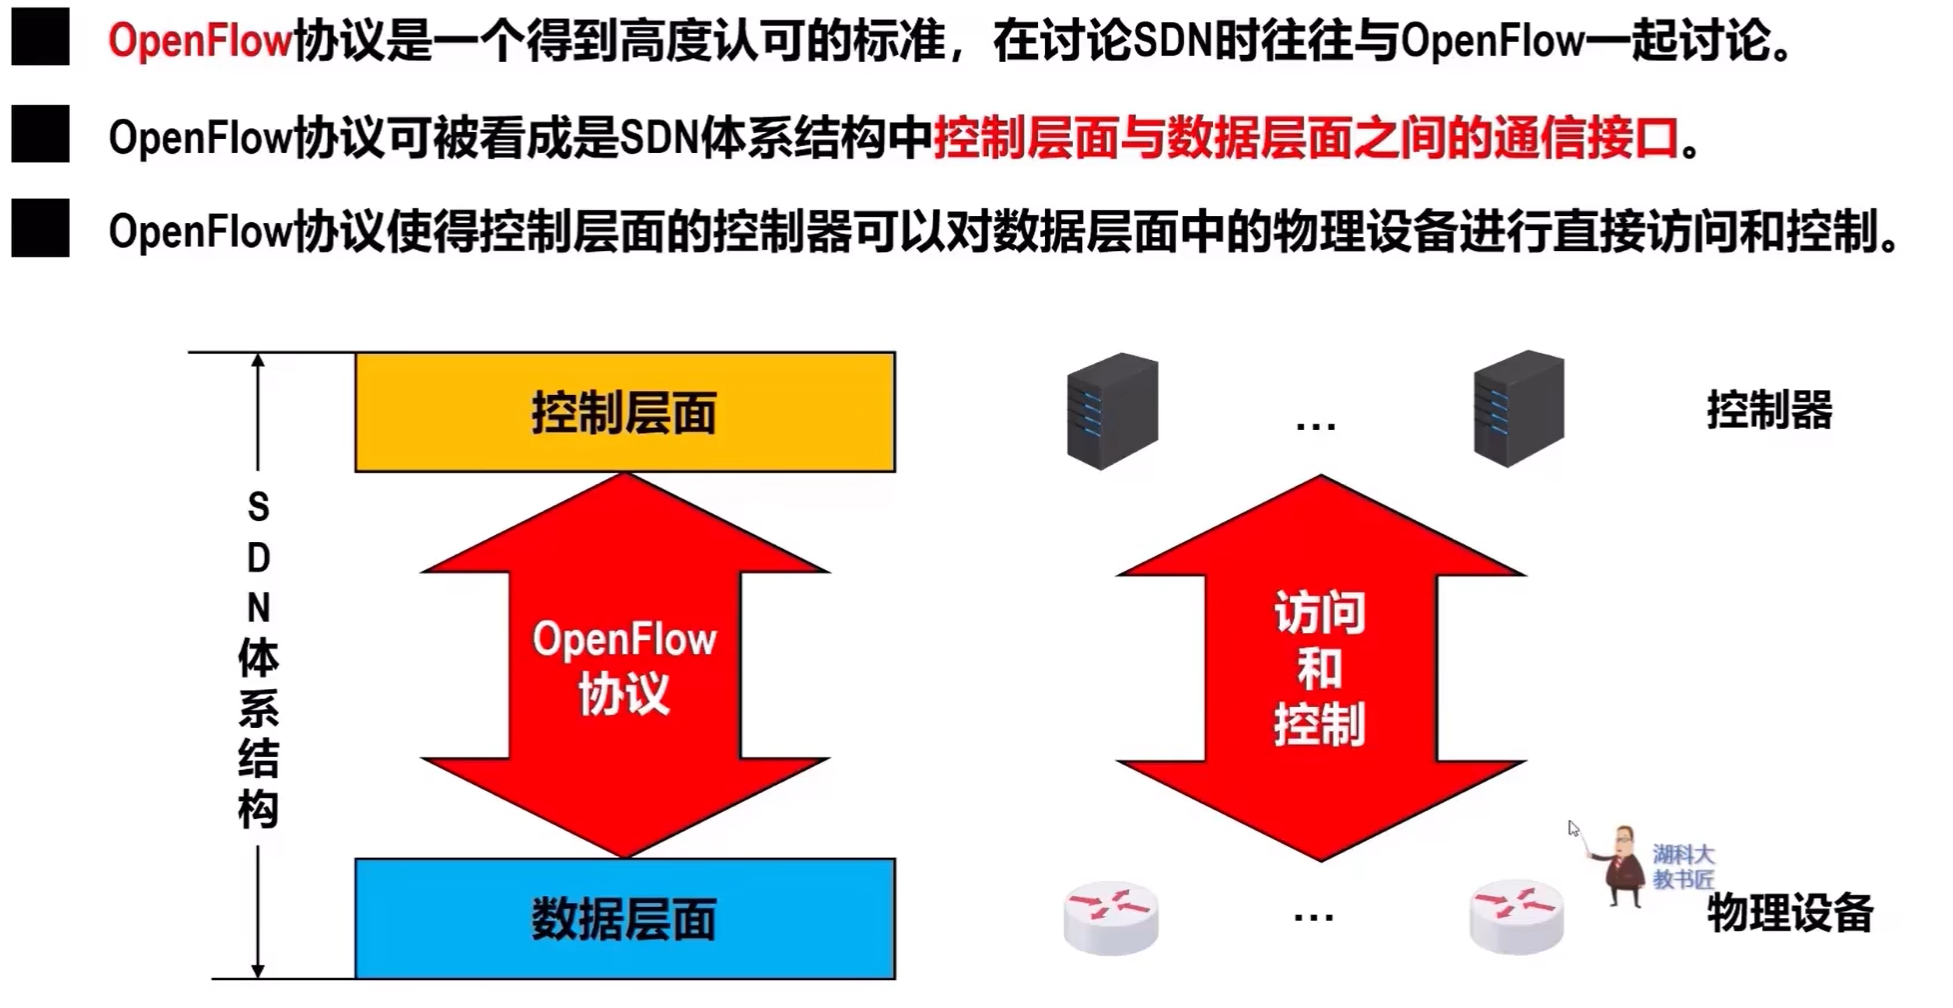 OpenFlow协议是一个得到高度认可的标准，在讨论SDN时往往与OpenFlow一起讨论。
OpenFlow协议可被看成是SDN体系结构中控制层面与数据层面之间的通信接口。
OpenFlow协议使得控制层面的控制器可以对数据层面中的物理设备进行直接访问和控制。
SDN体系结构
控制层面
OpenFlow
协议
数据层面
...
控制器
访问
和
控制
湖科大
教书匠
...
物理设备